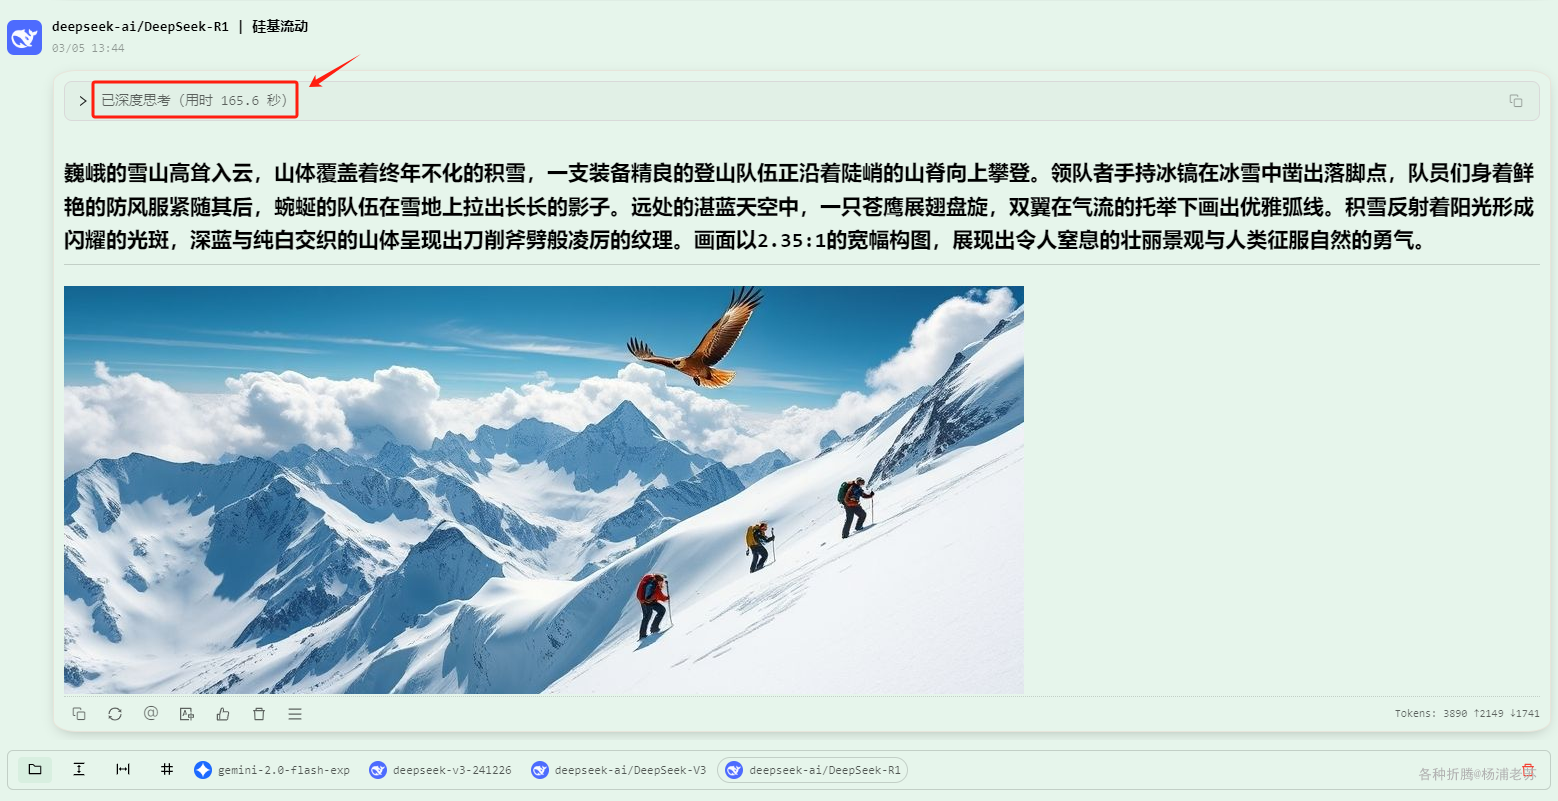 deepseek-ai/DeepSeek-R1 | 硅基流动
03/05 13:44
已深度思考（用时 165.6 秒）
巍峨的雪山高耸入云，山体覆盖着终年不化的积雪，一支装备精良的登山队伍正沿着陡峭的山脊向上攀登。领队者手持冰镐在冰雪中凿出落脚点，队员们身着鲜
艳的防风服紧随其后，蜿蜒的队伍在雪地上拉出长长的影子。远处的湛蓝天空中，一只苍鹰展翅盘旋，双翼在气流的托举下画出优雅弧线。积雪反射着阳光形成
闪耀的光斑，深蓝与纯白交织的山体呈现出刀削斧劈般凌厉的纹理。画面以2.35:1的宽幅构图，展现出令人窒息的壮丽景观与人类征服自然的勇气。
Tokens: 3890 ↑2149 ↓1741
gemini-2.0-flash-exp deepseek-v3-241226 deepseek-ai/DeepSeek-V3 deepseek-ai/DeepSeek-R1
各种折腾@杨浦老苏